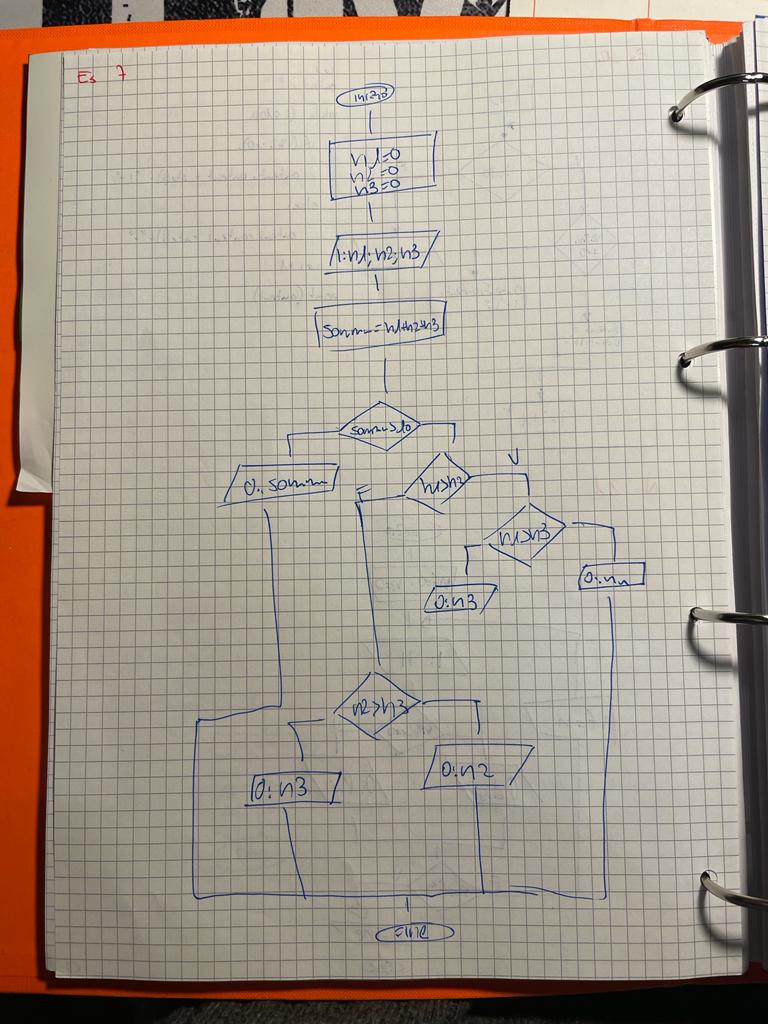 Es 7
inizio
n1=0
n2=0
n3=0
I:n1;n2;n3
somma=n1+n2+n3
somma>10
O:somma
n1>n2
V
F
n1>n3
O:n3
n2>n3
O:n3
O:n2
fine